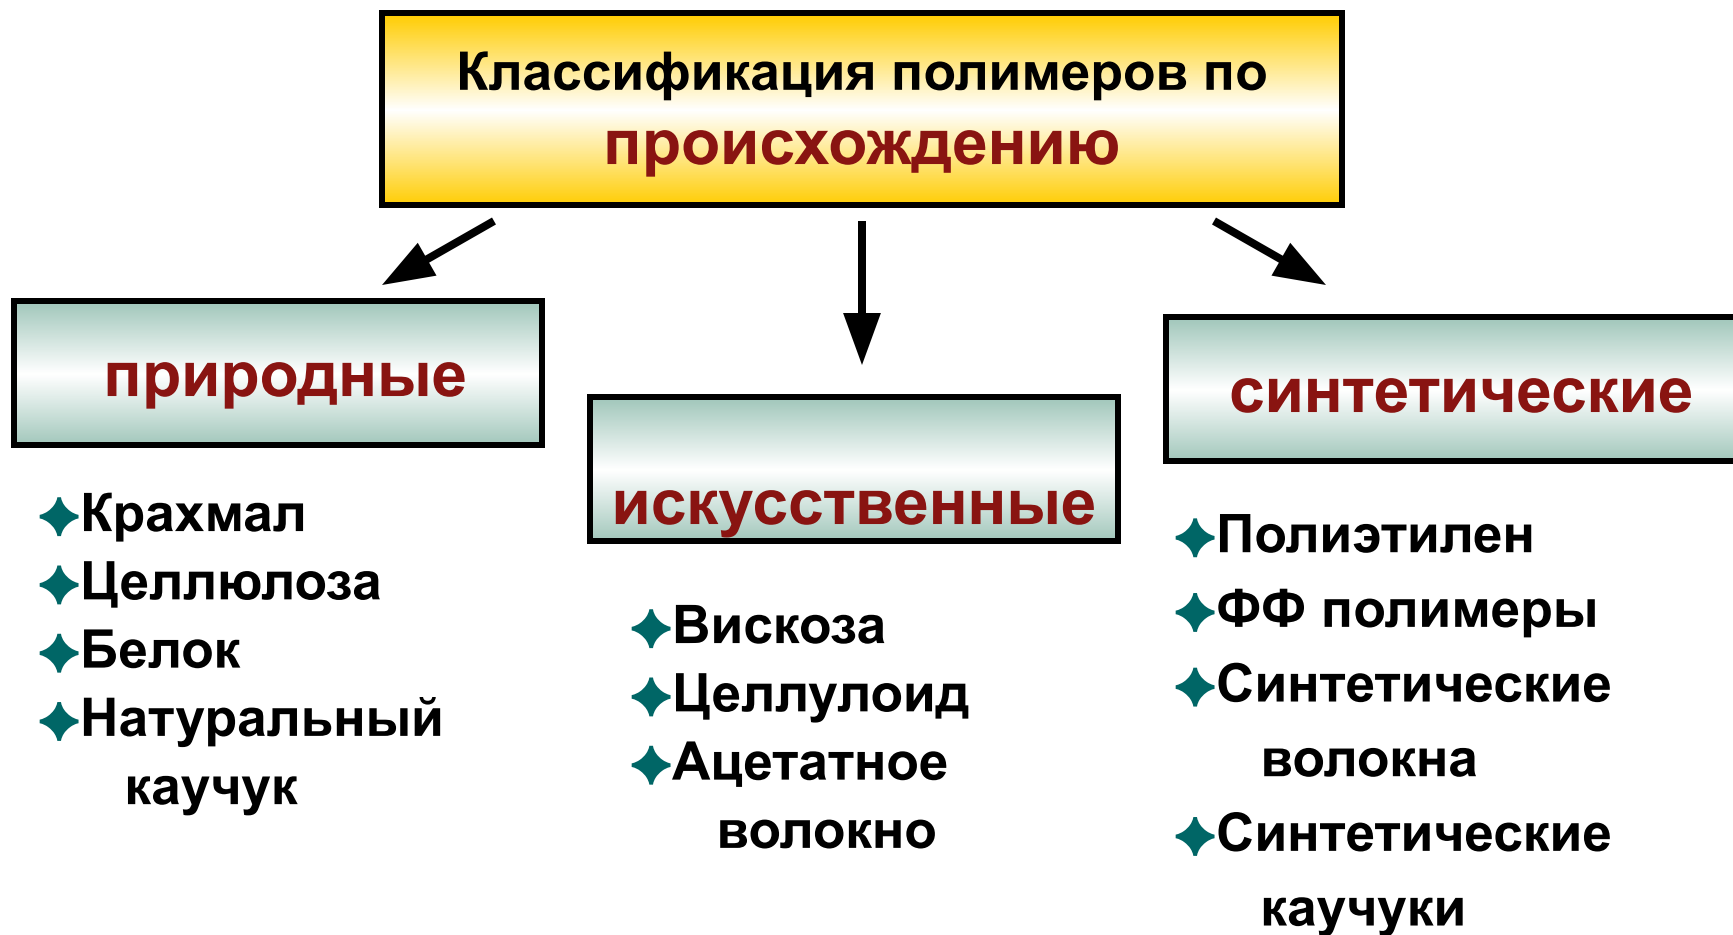 Классификация полимеров по
происхождению
природные
Крахмал
Целлюлоза
Белок
Натуральный
каучук
искусственные
Вискоза
Целлулоид
Ацетатное
волокно
синтетические
Полиэтилен
ФФ полимеры
Синтетические
волокна
Синтетические
каучуки